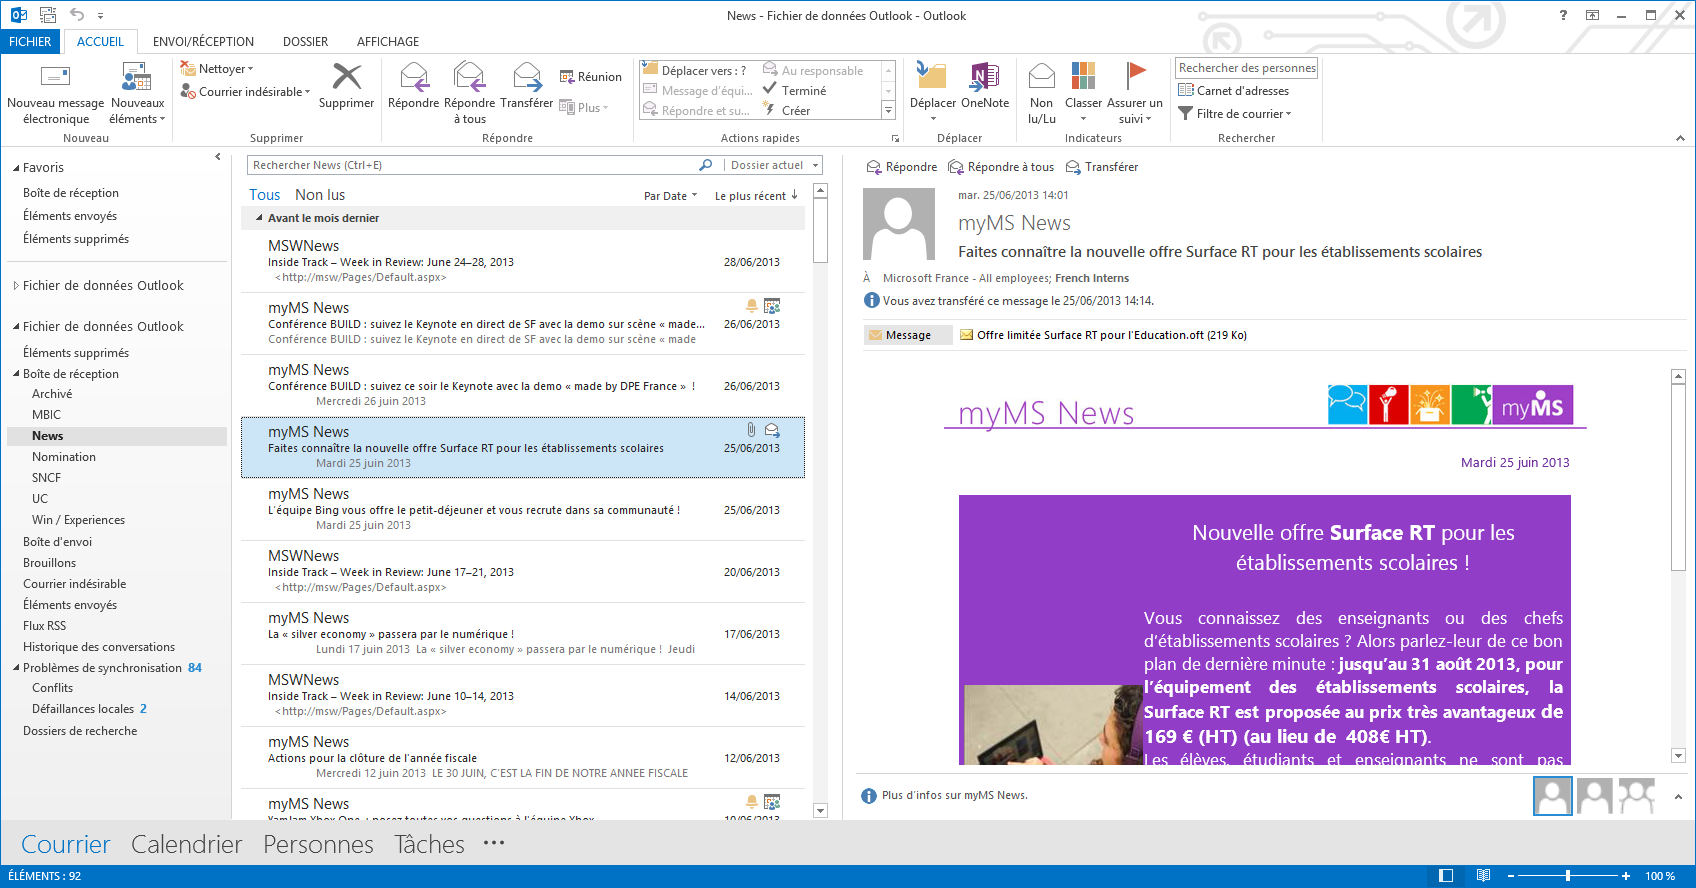 News - Fichier de données Outlook - Outlook
FICHIER ACCUEIL ENVOI/RÉCEPTION DOSSIER AFFICHAGE
Nouveau message électronique
Nouveaux éléments
Nouveau
Nettoyer
Courrier indésirable
Supprimer
Supprimer
Répondre
Répondre à tous
Transférer
Réunion
Plus
Répondre
Déplacer vers : ?
Message d'équi...
Répondre et su...
Au responsable
Terminé
Créer
Actions rapides
Déplacer
OneNote
Déplacer
Non lu/Lu
Classer
Assurer un suivi
Indicateurs
Rechercher des personnes
Carnet d'adresses
Filtre de courrier
Rechercher
Favoris
Boîte de réception
Éléments envoyés
Éléments supprimés
Fichier de données Outlook
Fichier de données Outlook
Éléments supprimés
Boîte de réception
Archivé
MBIC
News
Nomination
SNCF
UC
Win / Experiences
Boîte d'envoi
Brouillons
Courrier indésirable
Éléments envoyés
Flux RSS
Historique des conversations
Problèmes de synchronisation 84
Conflits
Défaillances locales 2
Dossiers de recherche
Rechercher News (Ctrl+E) Dossier actuel
Tous Non lus Par Date Le plus récent
Avant le mois dernier
MSWNews
Inside Track – Week in Review: June 24–28, 2013 28/06/2013
<http://msw/Pages/Default.aspx>
myMS News
Conférence BUILD : suivez le Keynote en direct de SF avec la demo sur scène « made... 26/06/2013
Conférence BUILD : suivez le Keynote en direct de SF avec la demo sur scène « made
myMS News
Conférence BUILD : suivez ce soir le Keynote avec la demo « made by DPE France » ! 26/06/2013
Mercredi 26 juin 2013
myMS News
Faites connaître la nouvelle offre Surface RT pour les établissements scolaires 25/06/2013
Mardi 25 juin 2013
myMS News
L'équipe Bing vous offre le petit-déjeuner et vous recrute dans sa communauté ! 25/06/2013
Mardi 25 juin 2013
MSWNews
Inside Track – Week in Review: June 17–21, 2013 20/06/2013
<http://msw/Pages/Default.aspx>
myMS News
La « silver economy » passera par le numérique ! 17/06/2013
Lundi 17 juin 2013 La « silver economy » passera par le numérique ! Jeudi
MSWNews
Inside Track – Week in Review: June 10–14, 2013 14/06/2013
<http://msw/Pages/Default.aspx>
myMS News
Actions pour la clôture de l'année fiscale 12/06/2013
Mercredi 12 juin 2013 LE 30 JUIN, C'EST LA FIN DE NOTRE ANNEE FISCALE
myMS News
YamJam Xbox One : posez toutes vos questions à l'équipe Xbox 10/06/2013
Répondre Répondre à tous Transférer
mar. 25/06/2013 14:01
myMS News
Faites connaître la nouvelle offre Surface RT pour les établissements scolaires
À Microsoft France - All employees; French Interns
Vous avez transféré ce message le 25/06/2013 14:14.
Message Offre limitée Surface RT pour l'Education.oft (219 Ko)
myMS News myMS
Mardi 25 juin 2013
Nouvelle offre Surface RT pour les
établissements scolaires !
Vous connaissez des enseignants ou des chefs
d'établissements scolaires ? Alors parlez-leur de ce bon
plan de dernière minute : jusqu'au 31 août 2013, pour
l'équipement des établissements scolaires, la
Surface RT est proposée au prix très avantageux de
169 € (HT) (au lieu de 408€ HT).
Les élèves, étudiants et enseignants ne sont pas
Plus d'infos sur myMS News.
Courrier Calendrier Personnes Tâches ···
ÉLÉMENTS : 92 100 %